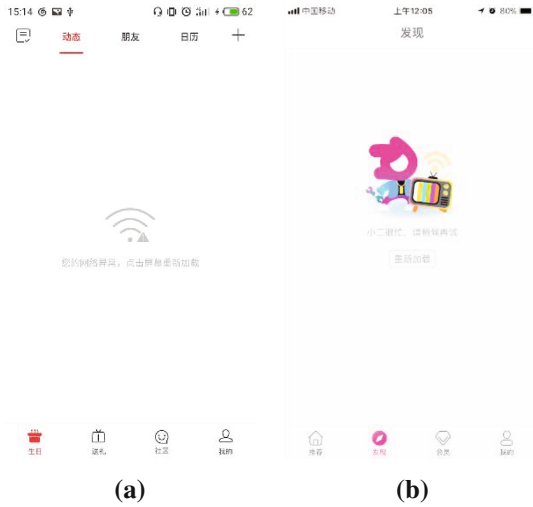 15:14 62
动态 朋友 日历
您的网络异常，点击屏幕重新加载
生日 送礼 社区 我的
(a)
中国移动 上午12:05 80%
发现
小二很忙，请稍候再试
重新加载
推荐 发现 会员 我的
(b)